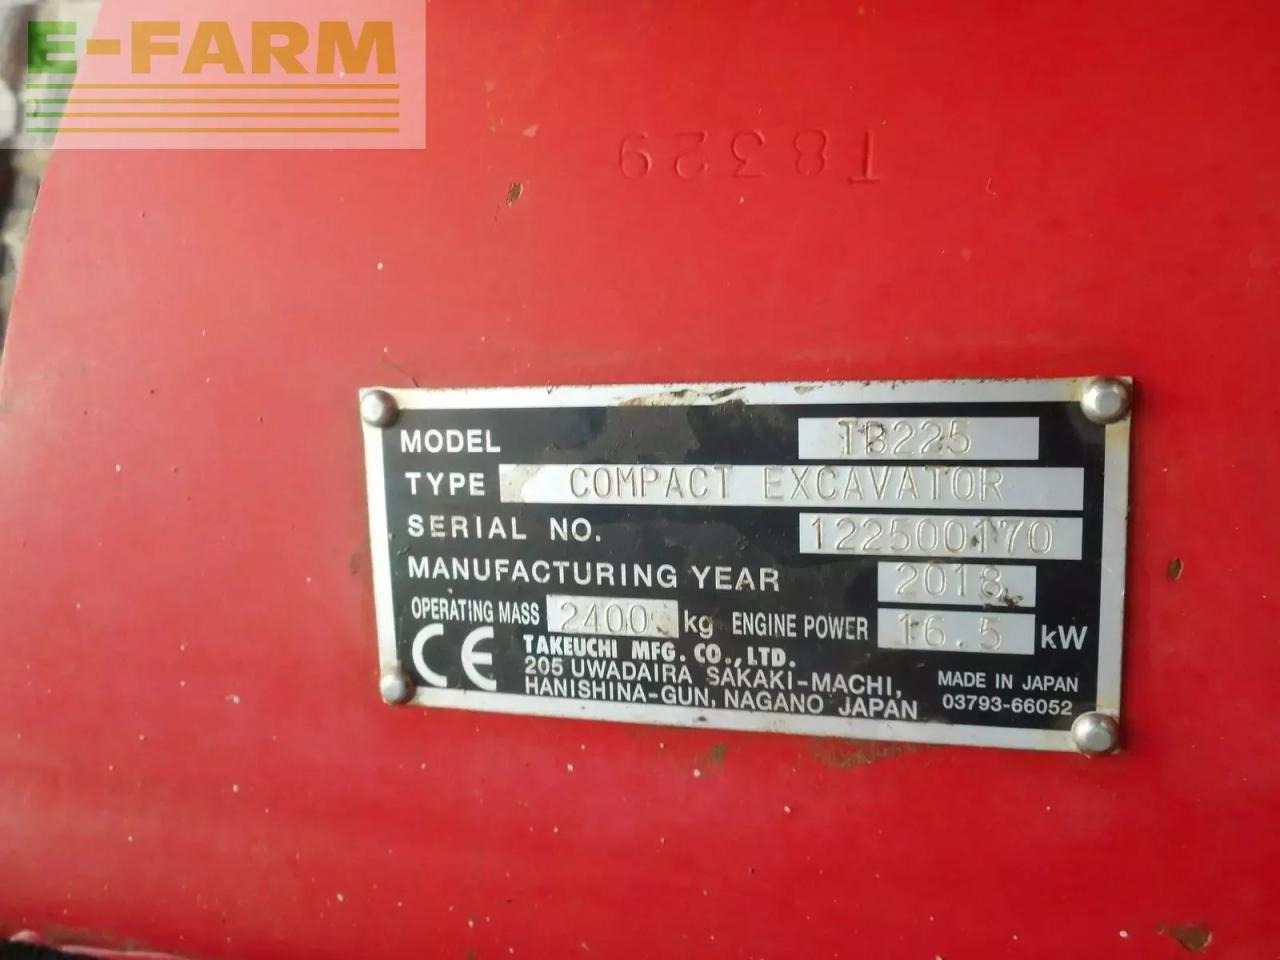 E-FARM
T8329
MODEL TB225
TYPE COMPACT EXCAVATOR
SERIAL NO. 122500170
MANUFACTURING YEAR 2018
OPERATING MASS 2400 kg ENGINE POWER 16.5 kW
CE TAKEUCHI MFG. CO., LTD.
205 UWADAIRA SAKAKI-MACHI,
HANISHINA-GUN, NAGANO JAPAN
MADE IN JAPAN
03793-66052